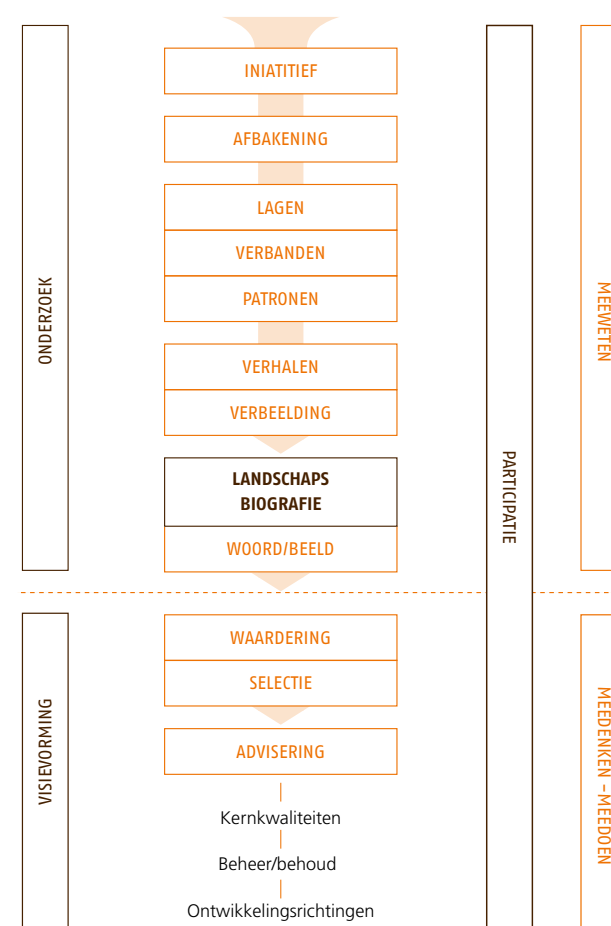 INIATITIEF
AFBAKENING
LAGEN
VERBANDEN
PATRONEN
VERHALEN
VERBEELDING
LANDSCHAPS
BIOGRAFIE
WOORD/BEELD
ONDERZOEK
PARTICIPATIE
MEEWETEN
WAARDERING
SELECTIE
ADVISERING
Kernkwaliteiten
Beheer/behoud
Ontwikkelingsrichtingen
VISIEVORMING
MEEDENKEN - MEEDOEN